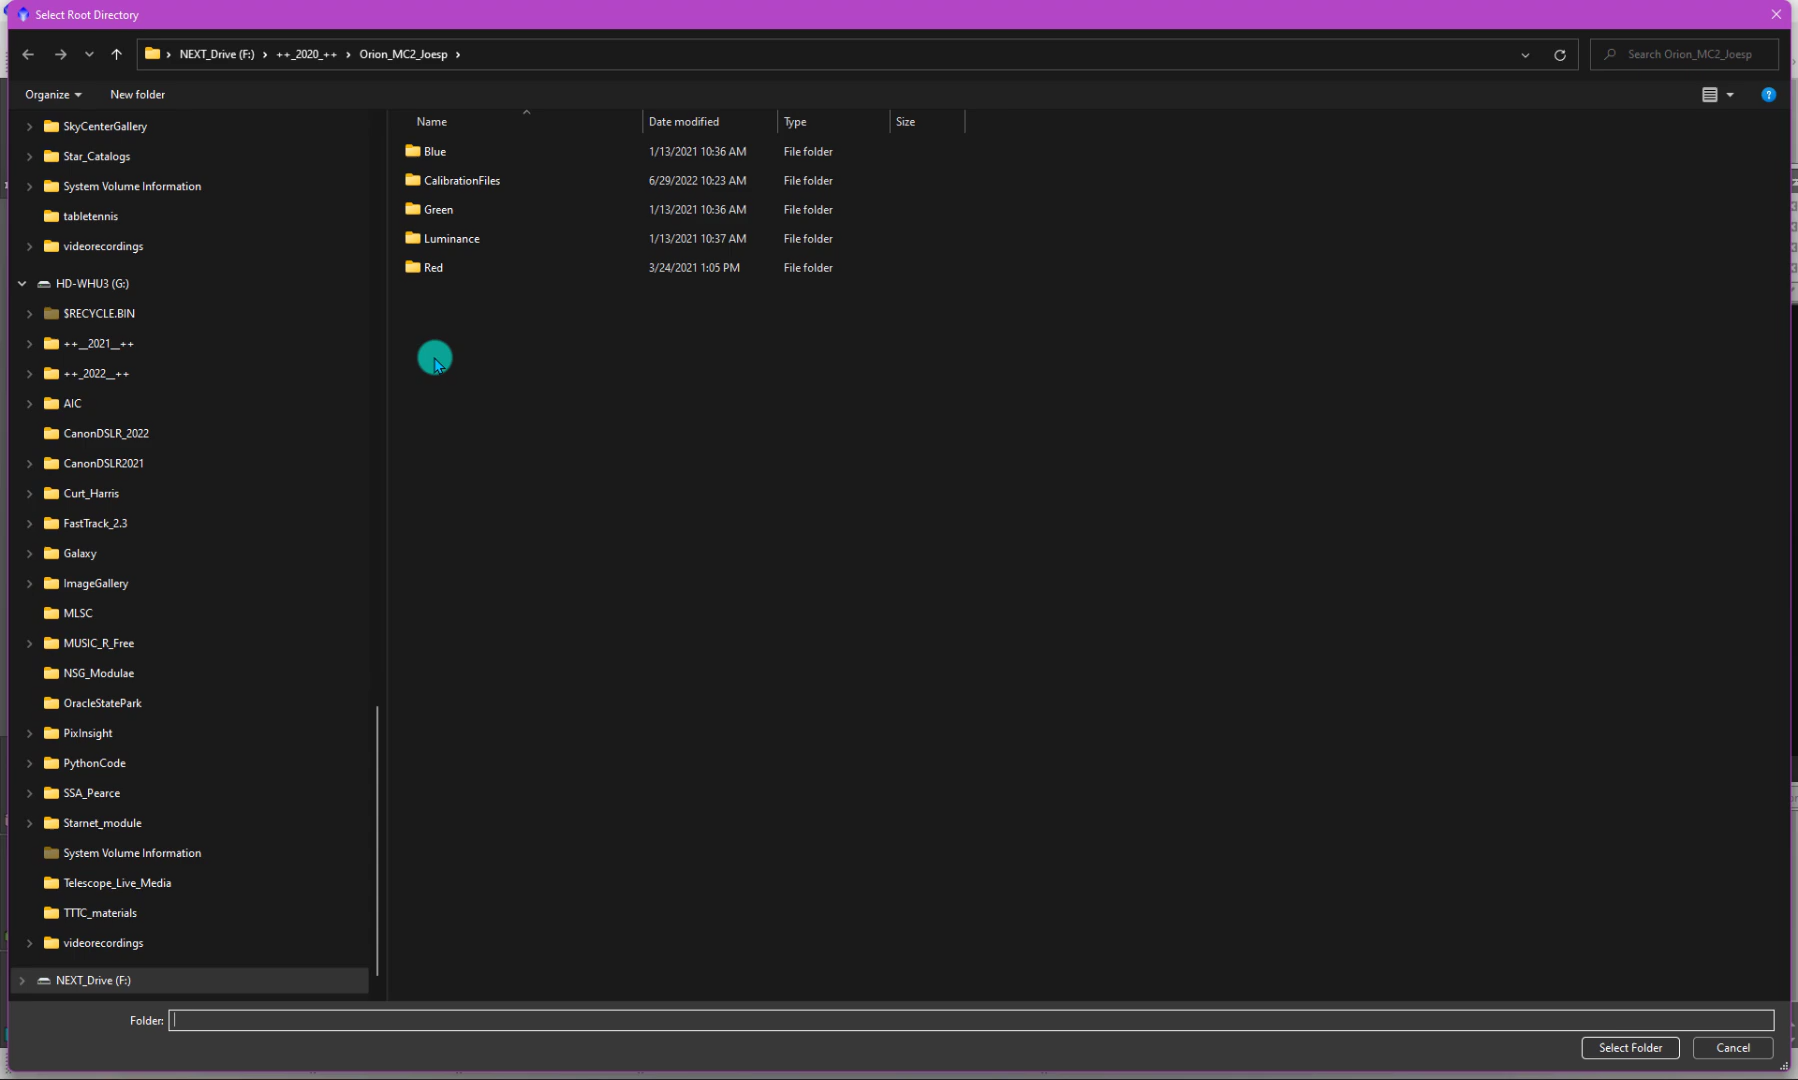 Select Root Directory
NEXT_Drive (F:) > ++_2020_++ > Orion_MC2_Joesp >
Search Orion_MC2_Joesp
Organize New folder
Name Date modified Type Size
Blue 1/13/2021 10:36 AM File folder
CalibrationFiles 6/29/2022 10:23 AM File folder
Green 1/13/2021 10:36 AM File folder
Luminance 1/13/2021 10:37 AM File folder
Red 3/24/2021 1:05 PM File folder
SkyCenterGallery
Star_Catalogs
System Volume Information
tabletennis
videorecordings
HD-WHU3 (G:)
$RECYCLE.BIN
++__2021__++
++_2022__++
AIC
CanonDSLR_2022
CanonDSLR2021
Curt_Harris
FastTrack_2.3
Galaxy
ImageGallery
MLSC
MUSIC_R_Free
NSG_Modulae
OracleStatePark
PixInsight
PythonCode
SSA_Pearce
Starnet_module
System Volume Information
Telescope_Live_Media
TTTC_materials
videorecordings
NEXT_Drive (F:)
Folder:
Select Folder Cancel